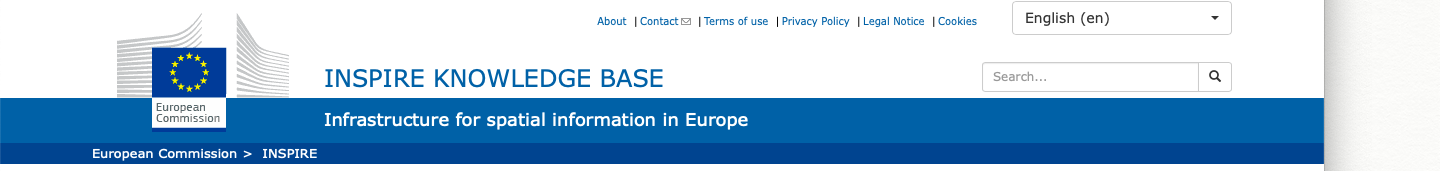 About | Contact | Terms of use | Privacy Policy | Legal Notice | Cookies
English (en)
INSPIRE KNOWLEDGE BASE
Search...
European
Commission
Infrastructure for spatial information in Europe
European Commission > INSPIRE